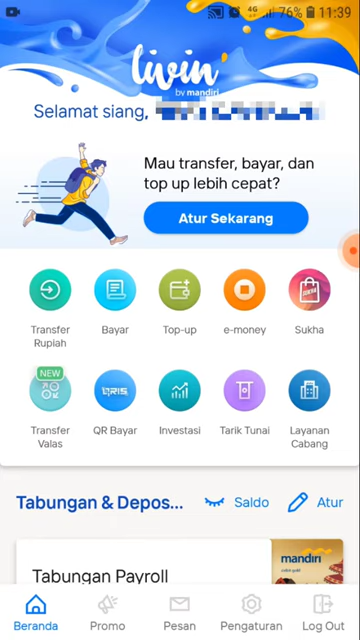 4G 76% 11:39
livin'
by mandiri
Selamat siang,
Mau transfer, bayar, dan
top up lebih cepat?
Atur Sekarang
Transfer
Rupiah
Bayar
Top-up
e-money
SUKHA
Sukha
NEW
Transfer
Valas
QRIS
QR Bayar
Investasi
Tarik Tunai
Layanan
Cabang
Tabungan & Depos...
Saldo
Atur
Tabungan Payroll
mandiri
Beranda
Promo
Pesan
Pengaturan
Log Out